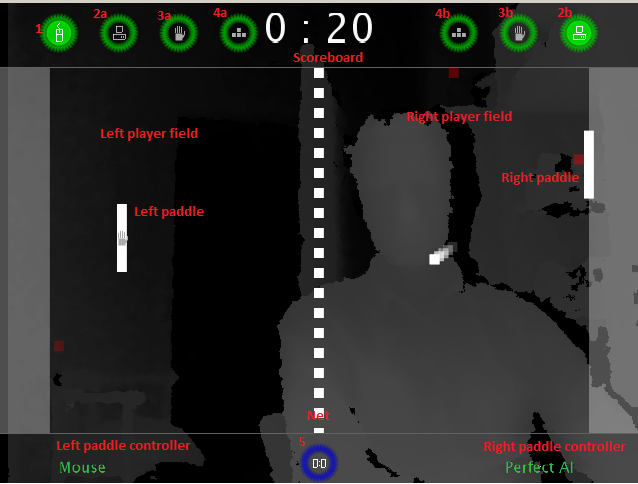 1
2a
3a
4a
0 : 20
4b
3b
2b
Scoreboard
Left player field
Right player field
Right paddle
Left paddle
Net
5
0:0
Left paddle controller
Right paddle controller
Mouse
Perfect AI